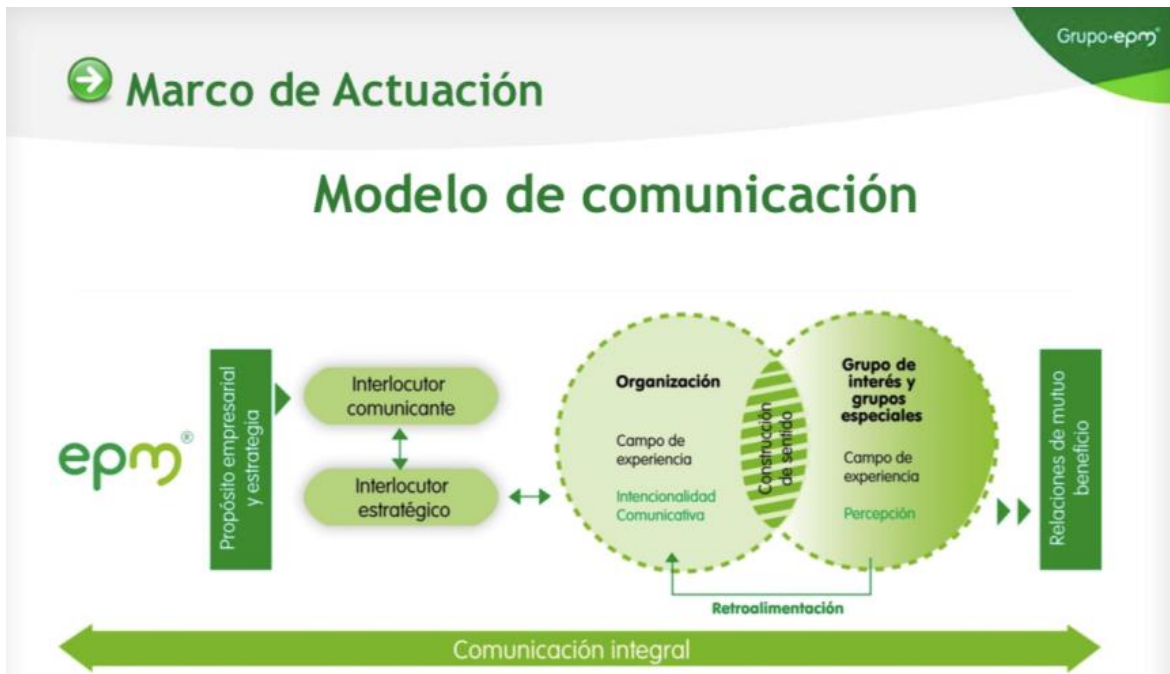 Grupo-epm®
Marco de Actuación
Modelo de comunicación
epm®
Propósito empresarial
y estrategia
Interlocutor
comunicante
Interlocutor
estratégico
Organización
Campo de
experiencia
Intencionalidad
Comunicativa
Construcción
de sentido
Grupo de
interés y
grupos
especiales
Campo de
experiencia
Percepción
Retroalimentación
Relaciones de mutuo
beneficio
Comunicación integral